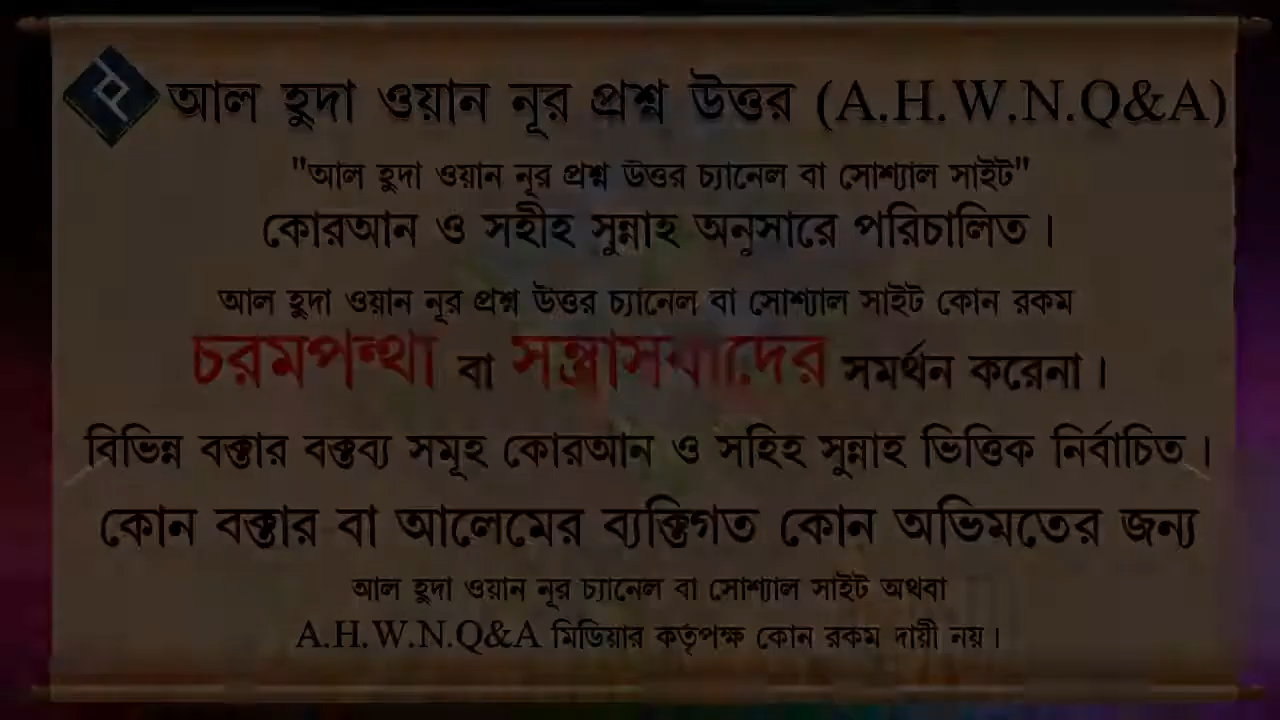 আল হুদা ওয়ান নূর প্রশ্ন উত্তর (A.H.W.N.Q&A)
"আল হুদা ওয়ান নূর প্রশ্ন উত্তর চ্যানেল বা সোশ্যাল সাইট"
কোরআন ও সহীহ সুন্নাহ অনুসারে পরিচালিত।
আল হুদা ওয়ান নূর প্রশ্ন উত্তর চ্যানেল বা সোশ্যাল সাইট কোন রকম
চরমপন্থা বা সন্ত্রাসবাদের সমর্থন করেনা।
বিভিন্ন বক্তার বক্তব্য সমূহ কোরআন ও সহিহ সুন্নাহ ভিত্তিক নির্বাচিত।
কোন বক্তার বা আলেমের ব্যক্তিগত কোন অভিমতের জন্য
আল হুদা ওয়ান নূর চ্যানেল বা সোশ্যাল সাইট অথবা
A.H.W.N.Q&A মিডিয়ার কর্তৃপক্ষ কোন রকম দায়ী নয়।